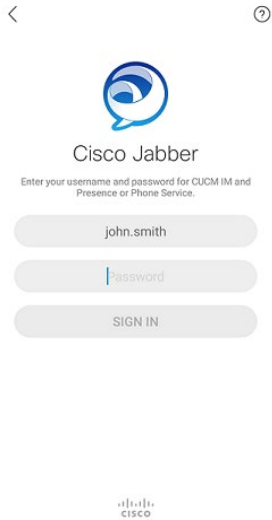 Cisco Jabber
Enter your username and password for CUCM IM and
Presence or Phone Service.
john.smith
Password
SIGN IN
CISCO